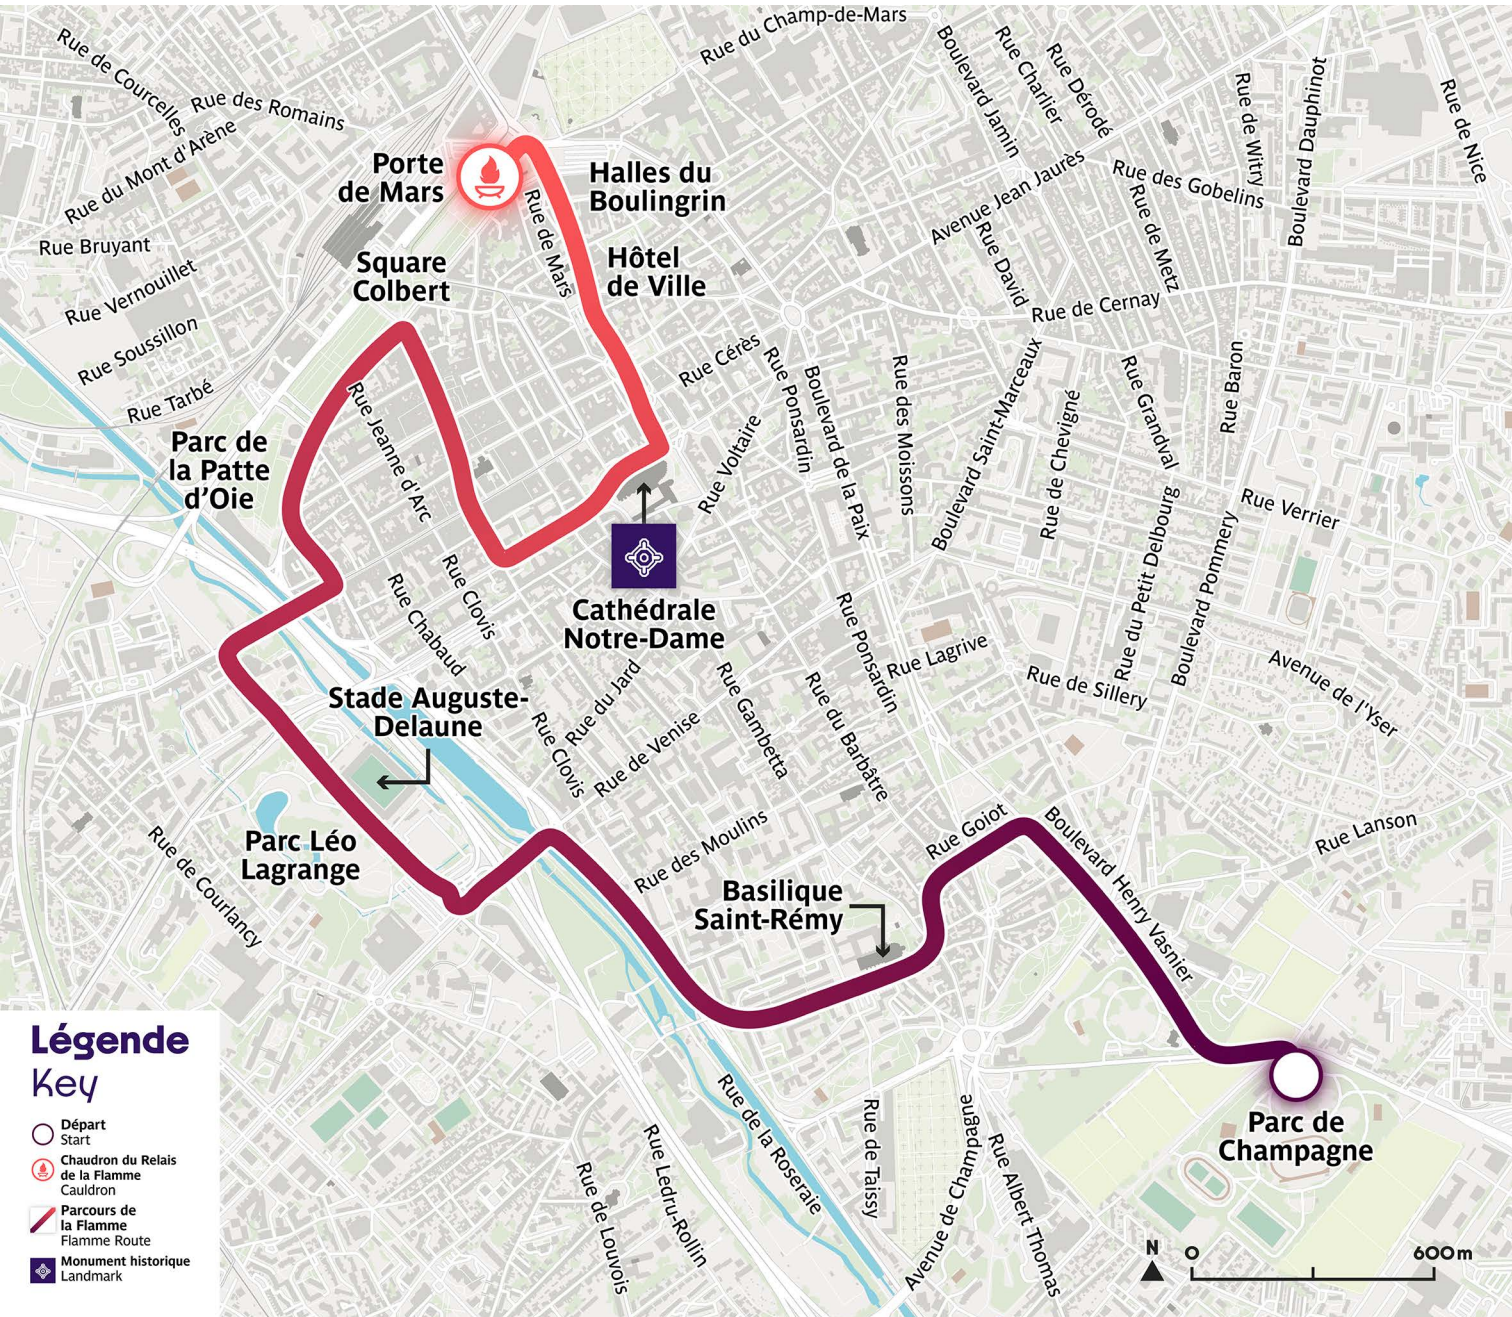 Rue du Champ-de-Mars
Rue de Courcelles
Rue des Romains
Rue du Mont d'Arène
Rue Bruyant
Rue Vernouillet
Rue Soussillon
Rue Tarbé
Boulevard Jamin
Rue Charlier
Rue Dérodé
Rue de Witry
Boulevard Dauphinot
Rue de Nice
Avenue Jean Jaurès
Rue des Gobelins
Rue de Metz
Rue David
Rue de Cernay
Porte
de Mars
Rue de Mars
Halles du
Boulingrin
Hôtel
de Ville
Square
Colbert
Rue Cérès
Rue Ponsardin
Boulevard de la Paix
Rue des Moissons
Boulevard Saint-Marceaux
Rue de Chevigné
Rue Grandval
Rue Baron
Rue Voltaire
Rue Jeanne d'Arc
Parc de
la Patte
d'Oie
Rue Verrier
Rue du Petit Delbourg
Boulevard Pommery
Rue Clovis
Rue Chabaud
Cathédrale
Notre-Dame
Rue Ponsardin
Rue Lagrive
Rue de Sillery
Avenue de l'Yser
Stade Auguste-
Delaune
Rue du Jard
Rue Clovis
Rue de Venise
Rue Gambetta
Rue du Barbâtre
Rue des Moulins
Rue Goiot
Boulevard Henry Vasnier
Rue Lanson
Parc Léo
Lagrange
Rue de Courlancy
Basilique
Saint-Rémy
Parc de
Champagne
Rue de la Roseraie
Rue de Taissy
Avenue de Champagne
Rue Albert Thomas
Rue Ledru-Rollin
Rue de Louvois
N
0
600 m
Légende
Key
Départ
Start
Chaudron du Relais
de la Flamme
Cauldron
Parcours de
la Flamme
Flamme Route
Monument historique
Landmark